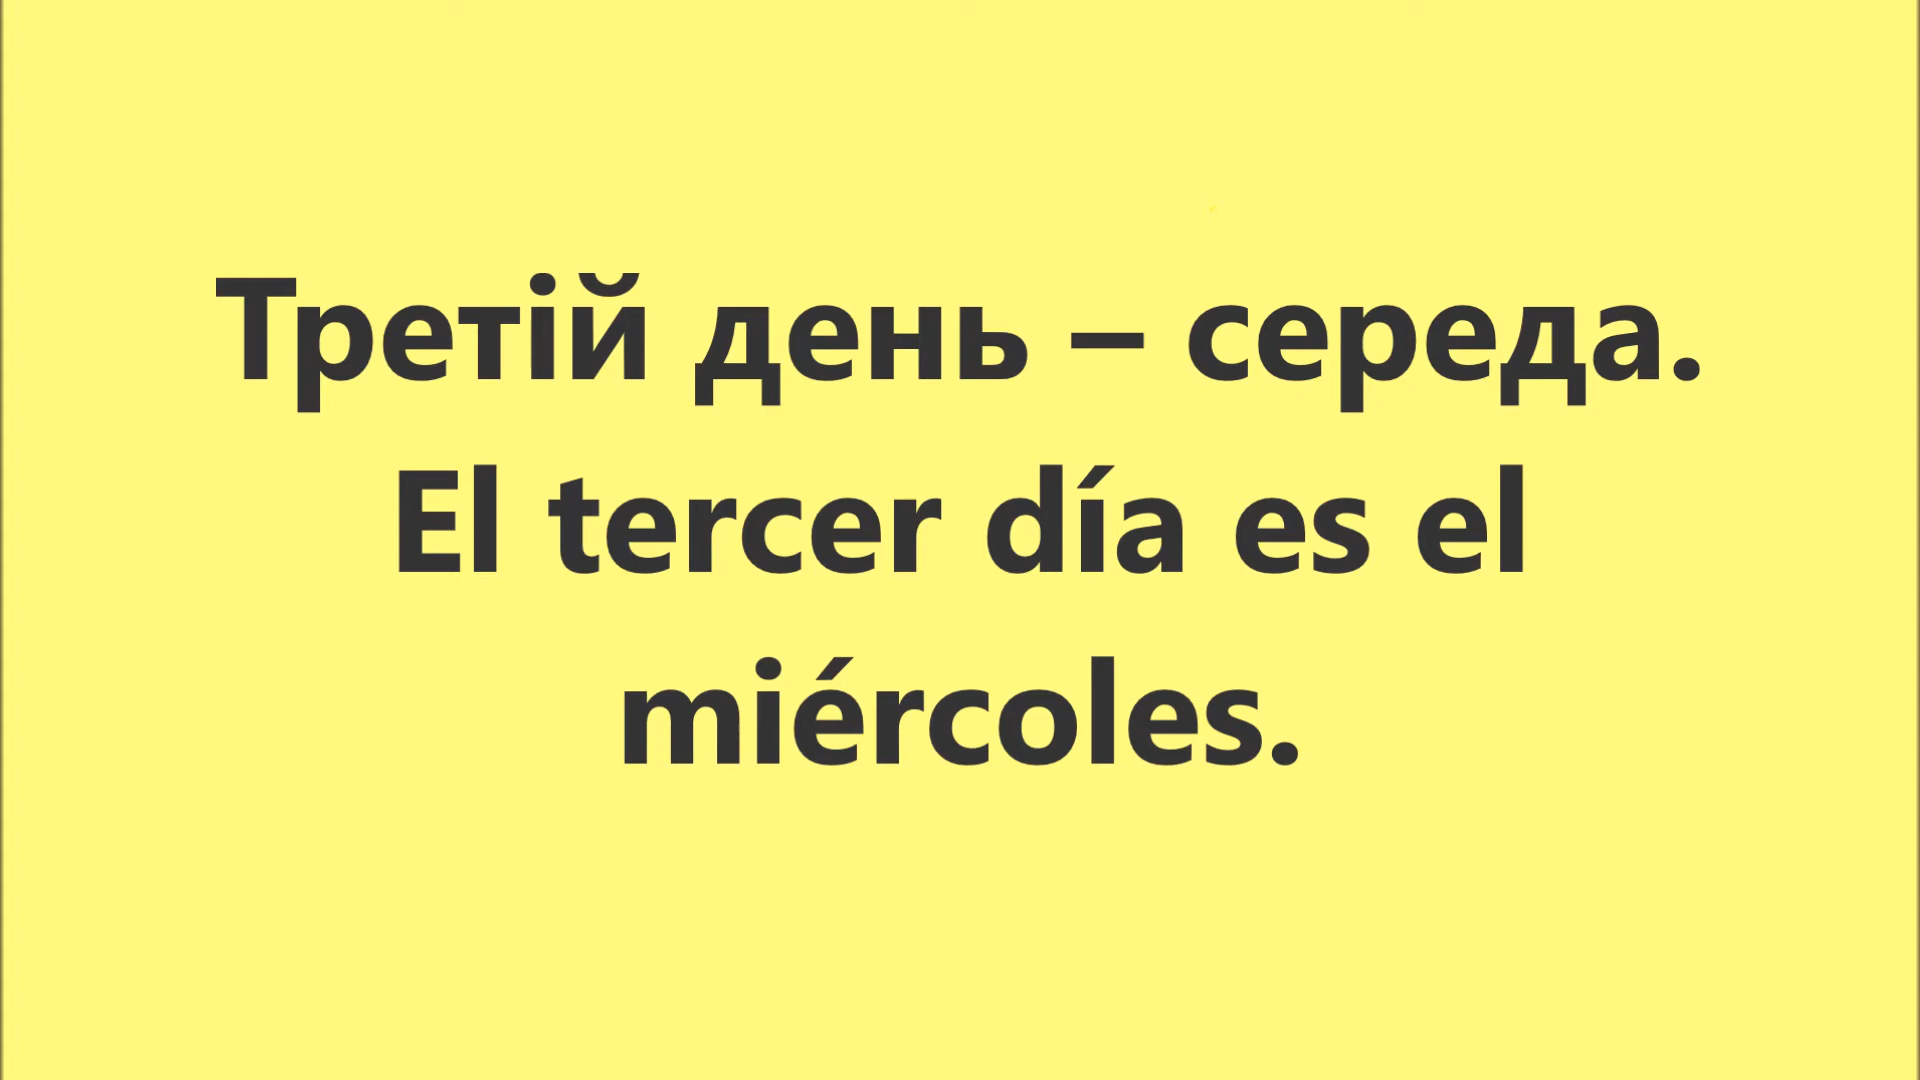 Третій день – середа.
El tercer día es el
miércoles.